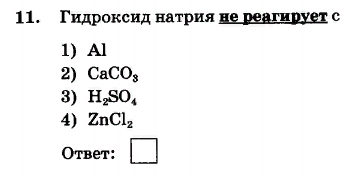 11. Гидроксид натрия не реагирует с
1) Al
2) CaCO₃
3) H₂SO₄
4) ZnCl₂
Ответ: